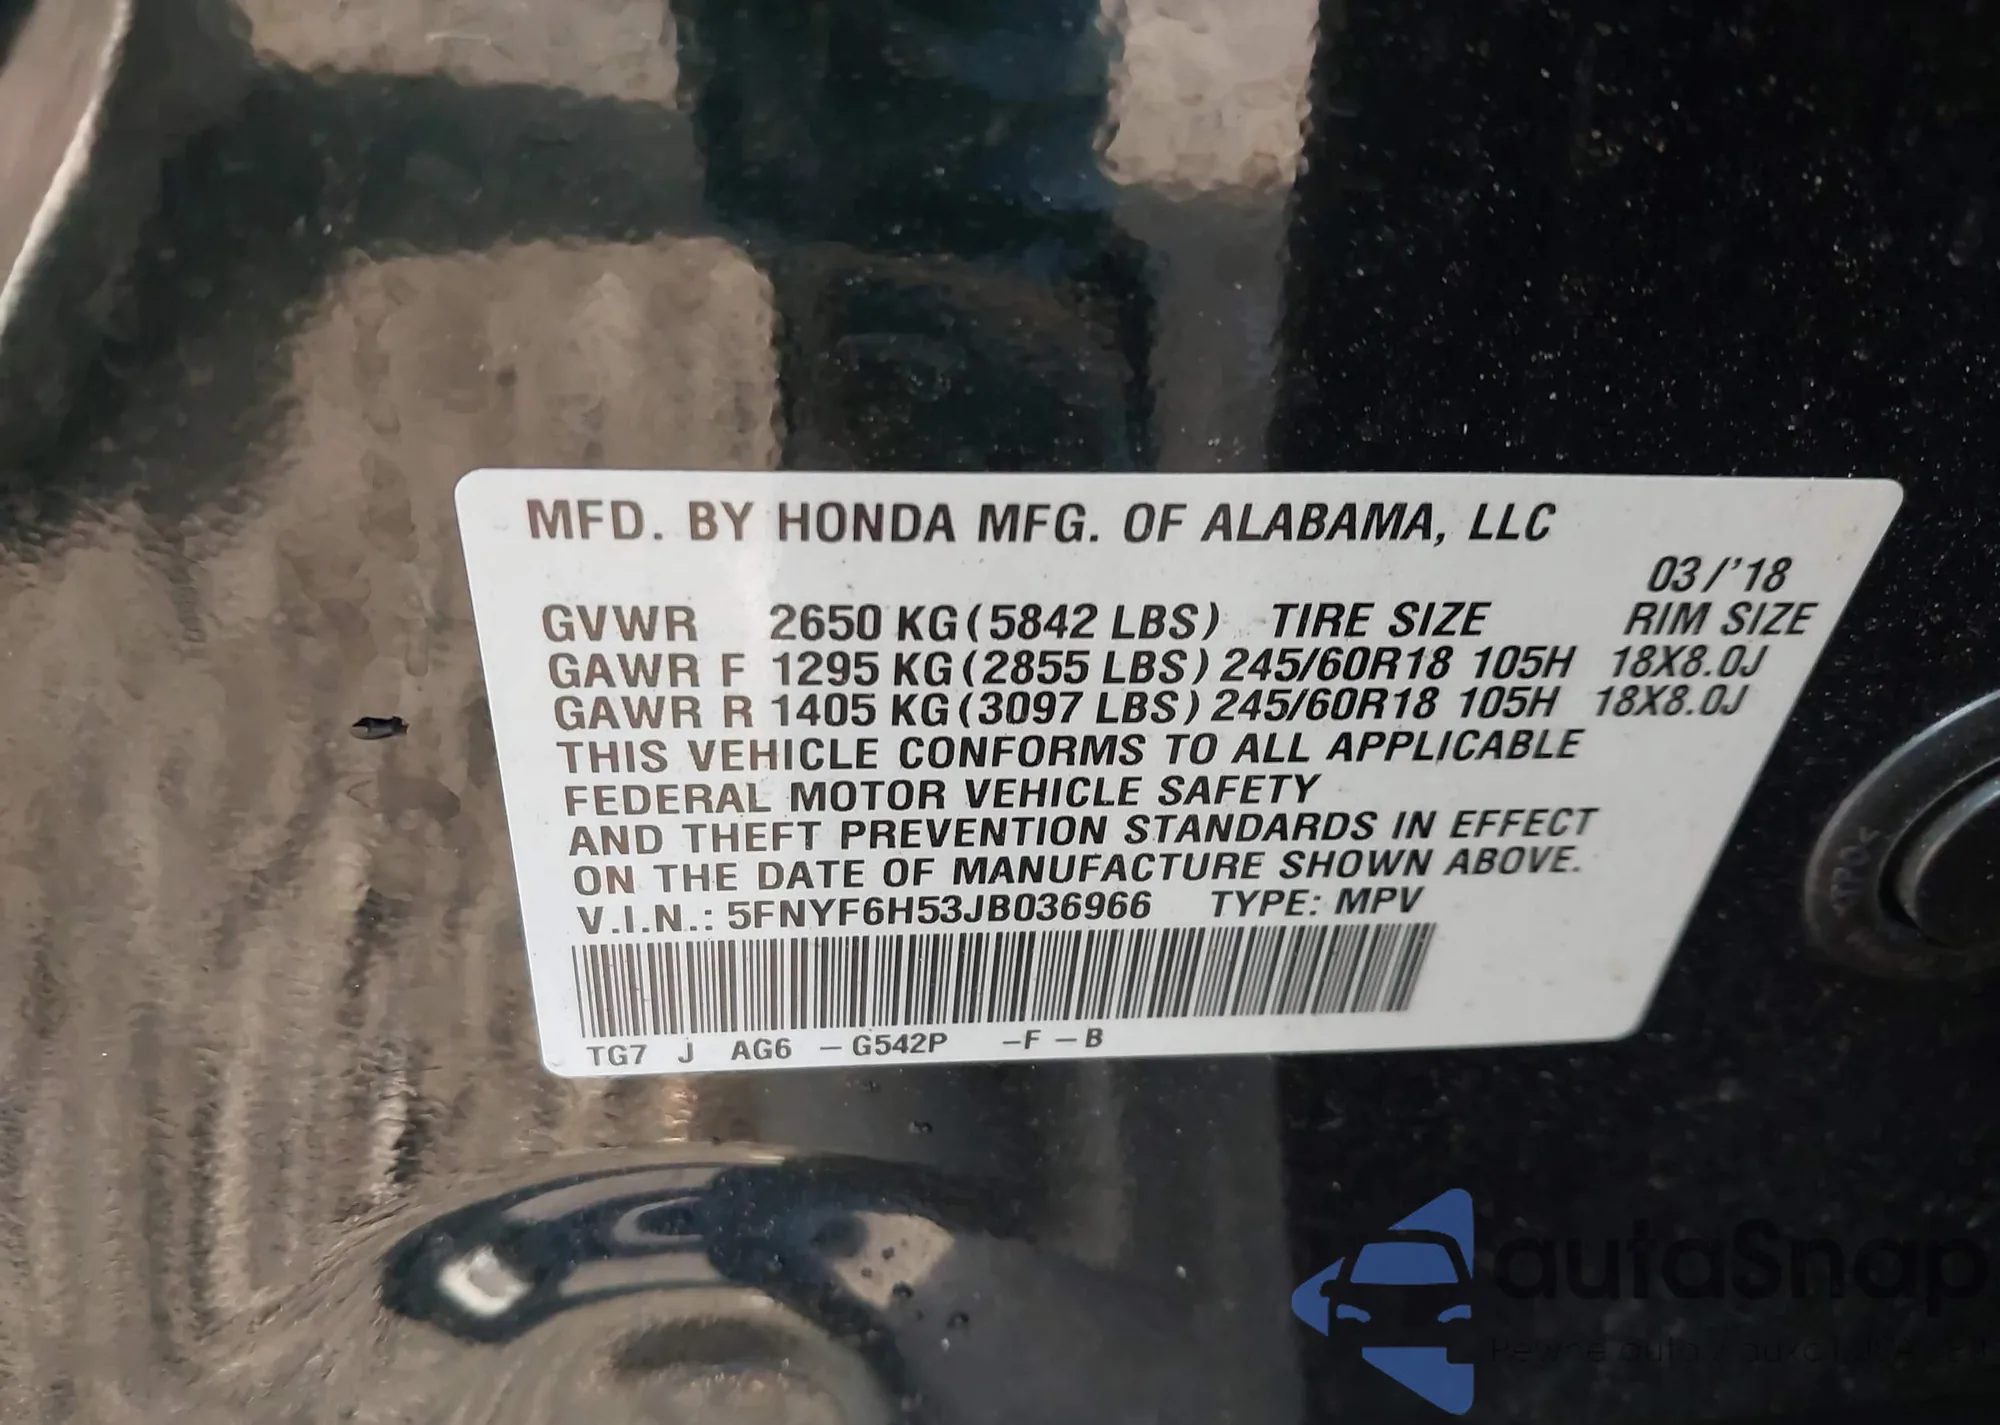 MFD. BY HONDA MFG. OF ALABAMA, LLC
03/'18
GVWR 2650 KG (5842 LBS) TIRE SIZE RIM SIZE
GAWR F 1295 KG (2855 LBS) 245/60R18 105H 18X8.0J
GAWR R 1405 KG (3097 LBS) 245/60R18 105H 18X8.0J
THIS VEHICLE CONFORMS TO ALL APPLICABLE
FEDERAL MOTOR VEHICLE SAFETY
AND THEFT PREVENTION STANDARDS IN EFFECT
ON THE DATE OF MANUFACTURE SHOWN ABOVE.
V.I.N.: 5FNYF6H53JB036966 TYPE: MPV
TG7 J AG6 -G542P -F-B
autoSnap